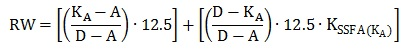 RW = [((K_A − A)/(D − A)) · 12.5] + [((D − K_A)/(D − A)) · 12.5 · K_SSFA(K_A)]